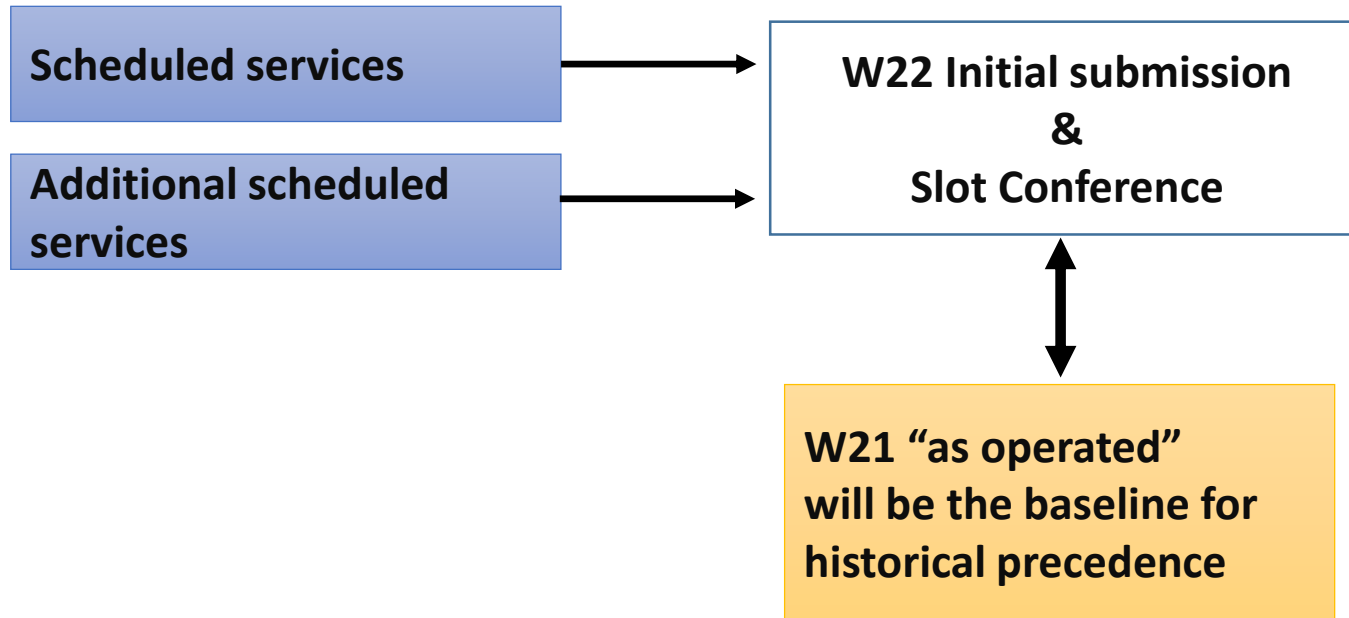 Scheduled services
W22 Initial submission
&
Slot Conference
Additional scheduled
services
W21 “as operated”
will be the baseline for
historical precedence